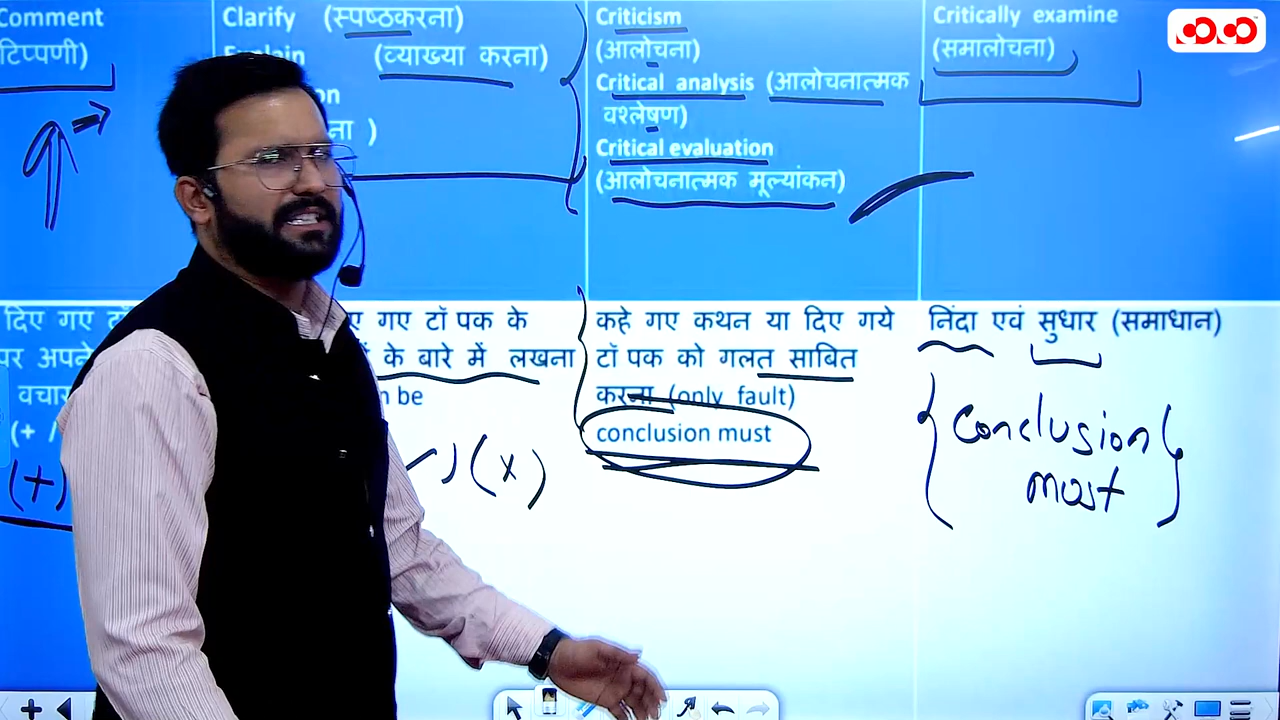 Comment
टिप्पणी)
Clarify (स्पष्ठकरना)
(व्याख्या करना)
Criticism
(आलोचना)
Critical analysis (आलोचनात्मक
वश्लेषण)
Critical evaluation
(आलोचनात्मक मूल्यांकन)
Critically examine
(समालोचना)
दिए गए
पर अपने
वचार
(+ /
(+)
गए टॉ पक के
के बारे में लखना
be
(x)
कहे गए कथन या दिए गये
टॉ पक को गलत साबित
करना (only fault)
conclusion must
निंदा एवं सुधार (समाधान)
Conclusion
most